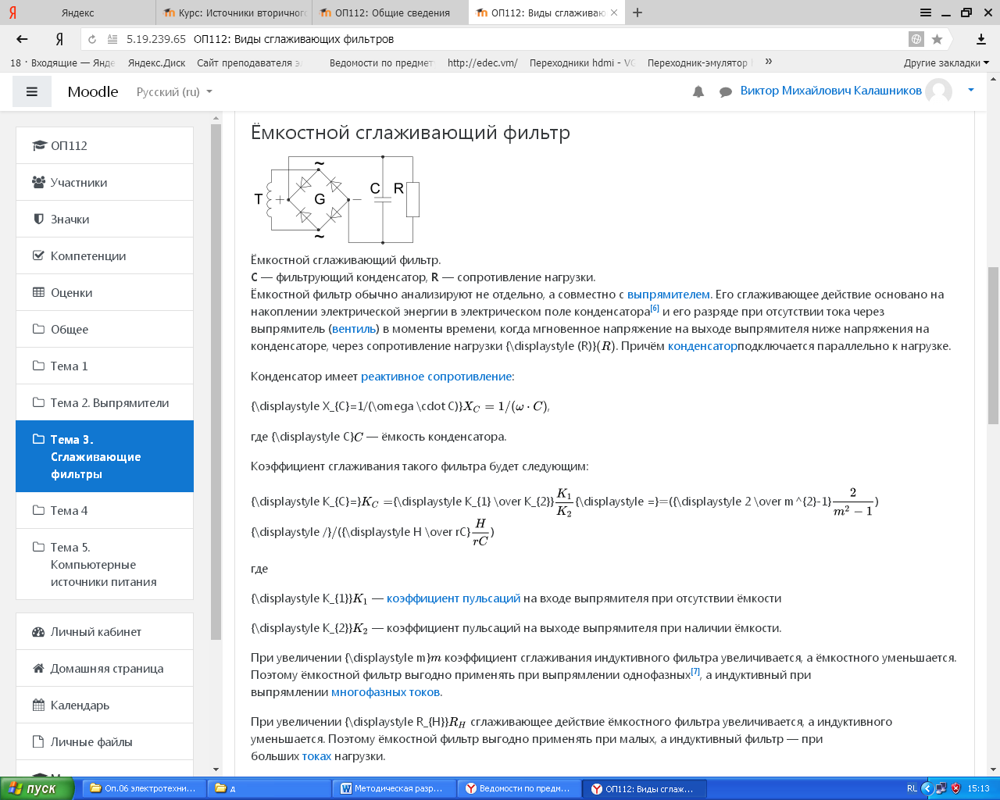 Яндекс
Курс: Источники вторичного
ОП112: Общие сведения
ОП112: Виды сглаживаю
5.19.239.65 ОП112: Виды сглаживающих фильтров
18 · Входящие — Янде
Яндекс.Диск
Сайт преподавателя эл
Ведомости по предмет
http://edec.vm/
Переходники hdmi - VG
Переходник-эмулятор
»
Другие закладки
Moodle
Русский (ru)
Виктор Михайлович Калашников
ОП112
Участники
Значки
Компетенции
Оценки
Общее
Тема 1
Тема 2. Выпрямители
Тема 3.
Сглаживающие
фильтры
Тема 4
Тема 5.
Компьютерные
источники питания
Личный кабинет
Домашняя страница
Календарь
Личные файлы
Ёмкостной сглаживающий фильтр
~
T + G − C R
~
Ёмкостной сглаживающий фильтр.
C — фильтрующий конденсатор, R — сопротивление нагрузки.
Ёмкостной фильтр обычно анализируют не отдельно, а совместно с выпрямителем. Его сглаживающее действие основано на
накоплении электрической энергии в электрическом поле конденсатора[6] и его разряде при отсутствии тока через
выпрямитель (вентиль) в моменты времени, когда мгновенное напряжение на выходе выпрямителя ниже напряжения на
конденсаторе, через сопротивление нагрузки {\displaystyle (R)}(R). Причём конденсаторподключается параллельно к нагрузке.
Конденсатор имеет реактивное сопротивление:
{\displaystyle X_{C}=1/(\omega \cdot C)}X_C = 1/(ω · C),
где {\displaystyle C}C — ёмкость конденсатора.
Коэффициент сглаживания такого фильтра будет следующим:
{\displaystyle K_{C}=}K_C ={\displaystyle K_{1} \over K_{2}}K_1/K_2{\displaystyle =}=({\displaystyle 2 \over m^{2}-1}2/(m² − 1))
{\displaystyle /}/({\displaystyle H \over rC}H/rC)
где
{\displaystyle K_{1}}K_1 — коэффициент пульсаций на входе выпрямителя при отсутствии ёмкости
{\displaystyle K_{2}}K_2 — коэффициент пульсаций на выходе выпрямителя при наличии ёмкости.
При увеличении {\displaystyle m}m коэффициент сглаживания индуктивного фильтра увеличивается, а ёмкостного уменьшается.
Поэтому ёмкостной фильтр выгодно применять при выпрямлении однофазных[7], а индуктивный при
выпрямлении многофазных токов.
При увеличении {\displaystyle R_{H}}R_H сглаживающее действие ёмкостного фильтра увеличивается, а индуктивного
уменьшается. Поэтому ёмкостной фильтр выгодно применять при малых, а индуктивный фильтр — при
больших токах нагрузки.
пуск
Оп.06 электротехни...
д
Методическая разр...
Ведомости по предм...
ОП112: Виды сглаж...
RL
15:13